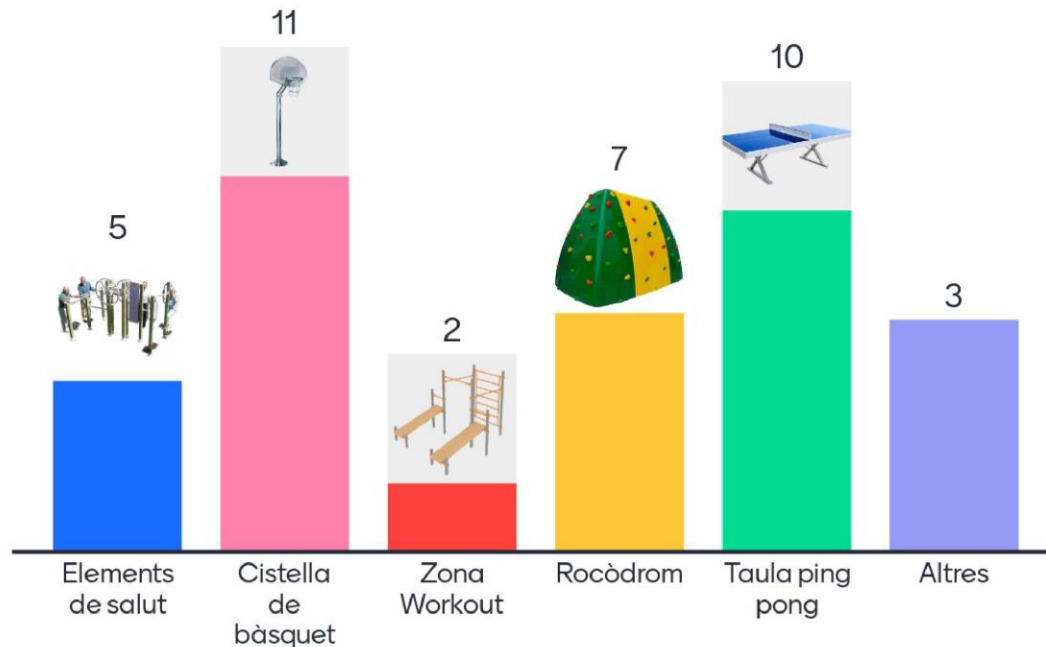 5
11
2
7
10
3
Elements
de salut
Cistella
de
bàsquet
Zona
Workout
Rocòdrom
Taula ping
pong
Altres